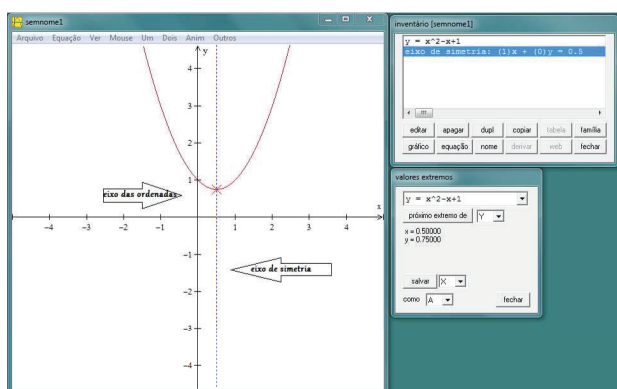 semnome1
Arquivo Equação Ver Mouse Um Dois Anim Outros
y
4
3
2
1
eixo das ordenadas
x
-4 -3 -2 -1 1 2 3 4
-1
eixo de simetria
-2
-3
-4
inventário [semnome1]
y = x^2-x+1
eixo de simetria: (1)x + (0)y = 0.5
editar apagar dupl copiar tabela família
gráfico equação nome derivar web fechar
valores extremos
y = x^2-x+1
próximo extremo de Y
x = 0.50000
y = 0.75000
salvar X
como A fechar